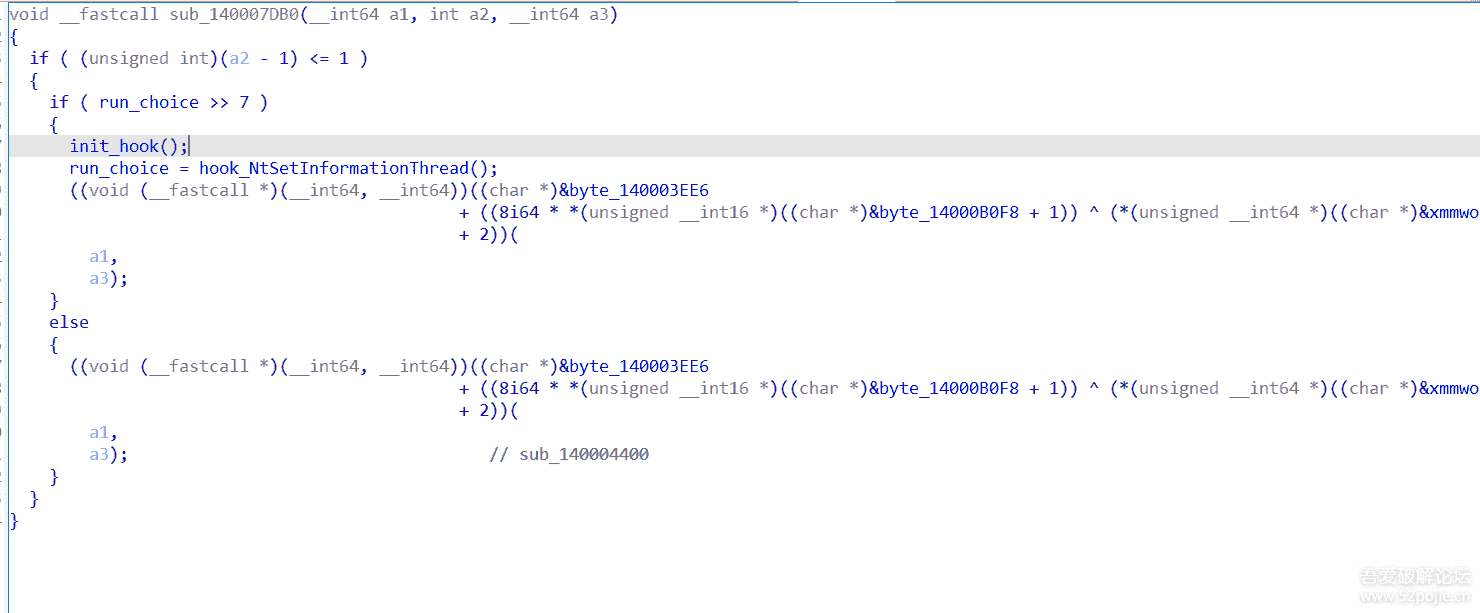 void __fastcall sub_140007DB0(__int64 a1, int a2, __int64 a3)
{
if ( (unsigned int)(a2 - 1) <= 1 )
{
if ( run_choice >> 7 )
{
init_hook();
run_choice = hook_NtSetInformationThread();
((void (__fastcall *)(__int64, __int64))((char *)&byte_140003EE6
+ ((8i64 * *(unsigned __int16 *)((char *)&byte_14000B0F8 + 1)) ^ (*(unsigned __int64 *)((char *)&xmmwo
+ 2))(
a1,
a3);
}
else
{
((void (__fastcall *)(__int64, __int64))((char *)&byte_140003EE6
+ ((8i64 * *(unsigned __int16 *)((char *)&byte_14000B0F8 + 1)) ^ (*(unsigned __int64 *)((char *)&xmmwo
+ 2))(
a1,
a3); // sub_140004400
}
}
}
吾爱破解论坛
www.52pojie.cn